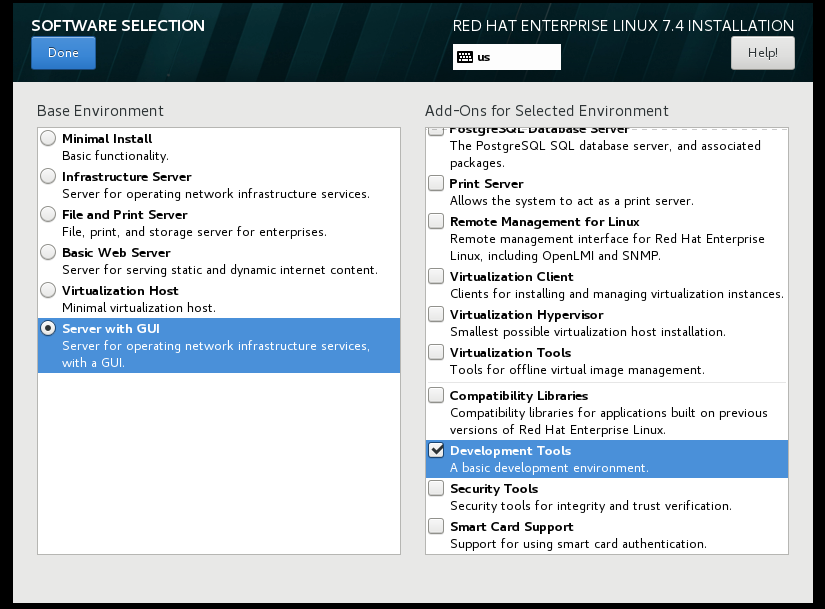 SOFTWARE SELECTION
RED HAT ENTERPRISE LINUX 7.4 INSTALLATION
Done
us
Help!
Base Environment
Minimal Install
Basic functionality.
Infrastructure Server
Server for operating network infrastructure services.
File and Print Server
File, print, and storage server for enterprises.
Basic Web Server
Server for serving static and dynamic internet content.
Virtualization Host
Minimal virtualization host.
Server with GUI
Server for operating network infrastructure services,
with a GUI.
Add-Ons for Selected Environment
PostgreSQL Database Server
The PostgreSQL SQL database server, and associated
packages.
Print Server
Allows the system to act as a print server.
Remote Management for Linux
Remote management interface for Red Hat Enterprise
Linux, including OpenLMI and SNMP.
Virtualization Client
Clients for installing and managing virtualization instances.
Virtualization Hypervisor
Smallest possible virtualization host installation.
Virtualization Tools
Tools for offline virtual image management.
Compatibility Libraries
Compatibility libraries for applications built on previous
versions of Red Hat Enterprise Linux.
Development Tools
A basic development environment.
Security Tools
Security tools for integrity and trust verification.
Smart Card Support
Support for using smart card authentication.